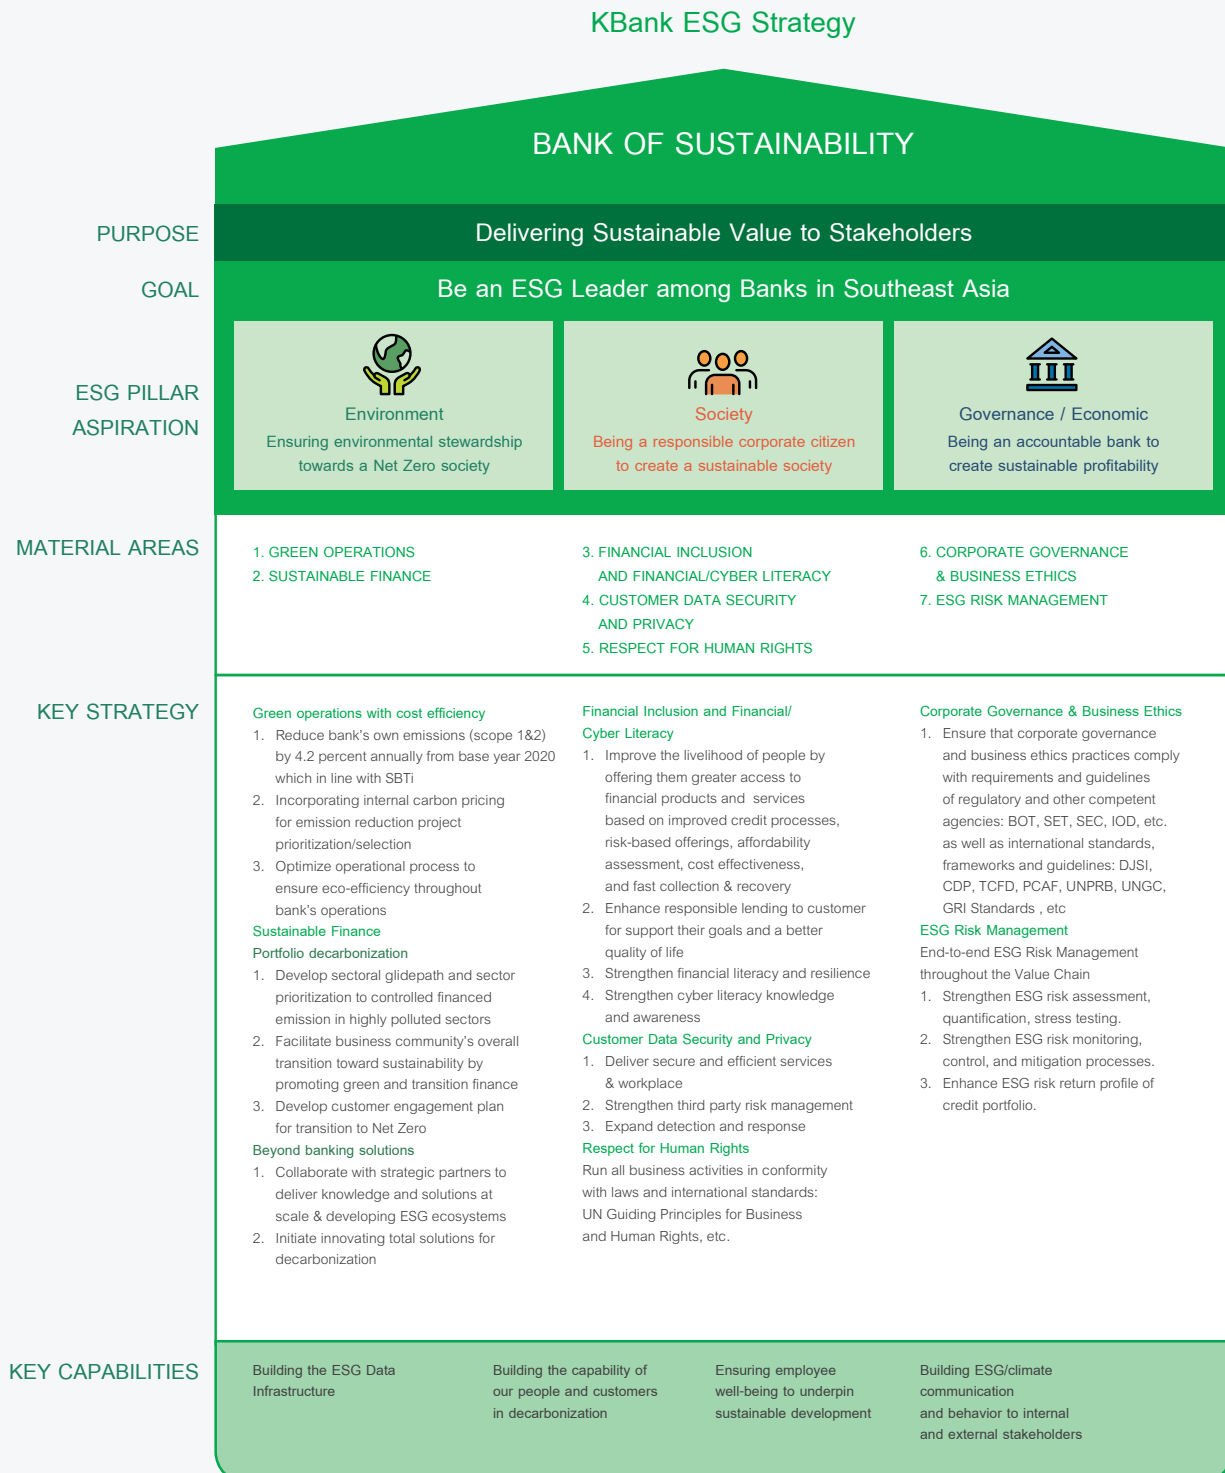 KBank ESG Strategy
BANK OF SUSTAINABILITY
PURPOSE
Delivering Sustainable Value to Stakeholders
GOAL
Be an ESG Leader among Banks in Southeast Asia
ESG PILLAR
ASPIRATION
Environment
Ensuring environmental stewardship
towards a Net Zero society
Society
Being a responsible corporate citizen
to create a sustainable society
Governance / Economic
Being an accountable bank to
create sustainable profitability
MATERIAL AREAS
1. GREEN OPERATIONS
2. SUSTAINABLE FINANCE
3. FINANCIAL INCLUSION
AND FINANCIAL/CYBER LITERACY
4. CUSTOMER DATA SECURITY
AND PRIVACY
5. RESPECT FOR HUMAN RIGHTS
6. CORPORATE GOVERNANCE
& BUSINESS ETHICS
7. ESG RISK MANAGEMENT
KEY STRATEGY
Green operations with cost efficiency
1. Reduce bank's own emissions (scope 1&2)
by 4.2 percent annually from base year 2020
which in line with SBTi
2. Incorporating internal carbon pricing
for emission reduction project
prioritization/selection
3. Optimize operational process to
ensure eco-efficiency throughout
bank's operations
Sustainable Finance
Portfolio decarbonization
1. Develop sectoral glidepath and sector
prioritization to controlled financed
emission in highly polluted sectors
2. Facilitate business community's overall
transition toward sustainability by
promoting green and transition finance
3. Develop customer engagement plan
for transition to Net Zero
Beyond banking solutions
1. Collaborate with strategic partners to
deliver knowledge and solutions at
scale & developing ESG ecosystems
2. Initiate innovating total solutions for
decarbonization
Financial Inclusion and Financial/
Cyber Literacy
1. Improve the livelihood of people by
offering them greater access to
financial products and services
based on improved credit processes,
risk-based offerings, affordability
assessment, cost effectiveness,
and fast collection & recovery
2. Enhance responsible lending to customer
for support their goals and a better
quality of life
3. Strengthen financial literacy and resilience
4. Strengthen cyber literacy knowledge
and awareness
Customer Data Security and Privacy
1. Deliver secure and efficient services
& workplace
2. Strengthen third party risk management
3. Expand detection and response
Respect for Human Rights
Run all business activities in conformity
with laws and international standards:
UN Guiding Principles for Business
and Human Rights, etc.
Corporate Governance & Business Ethics
1. Ensure that corporate governance
and business ethics practices comply
with requirements and guidelines
of regulatory and other competent
agencies: BOT, SET, SEC, IOD, etc.
as well as international standards,
frameworks and guidelines: DJSI,
CDP, TCFD, PCAF, UNPRB, UNGC,
GRI Standards , etc
ESG Risk Management
End-to-end ESG Risk Management
throughout the Value Chain
1. Strengthen ESG risk assessment,
quantification, stress testing.
2. Strengthen ESG risk monitoring,
control, and mitigation processes.
3. Enhance ESG risk return profile of
credit portfolio.
KEY CAPABILITIES
Building the ESG Data
Infrastructure
Building the capability of
our people and customers
in decarbonization
Ensuring employee
well-being to underpin
sustainable development
Building ESG/climate
communication
and behavior to internal
and external stakeholders